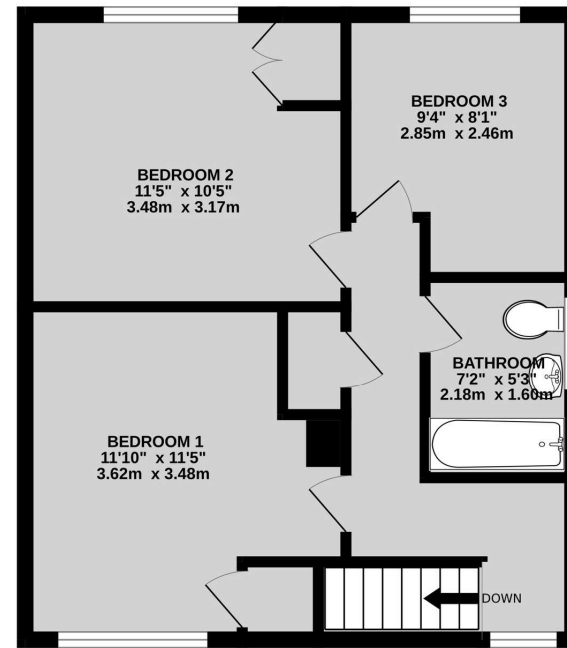 BEDROOM 3
9'4" x 8'1"
2.85m x 2.46m
BEDROOM 2
11'5" x 10'5"
3.48m x 3.17m
BATHROOM
7'2" x 5'3"
2.18m x 1.60m
BEDROOM 1
11'10" x 11'5"
3.62m x 3.48m
DOWN